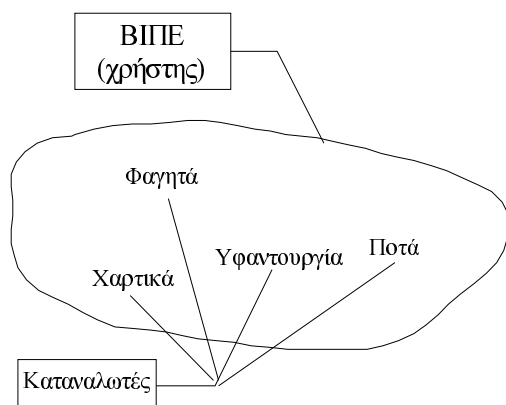 ΒΙΠΕ
(χρήστης)
Φαγητά
Υφαντουργία
Ποτά
Χαρτικά
Καταναλωτές